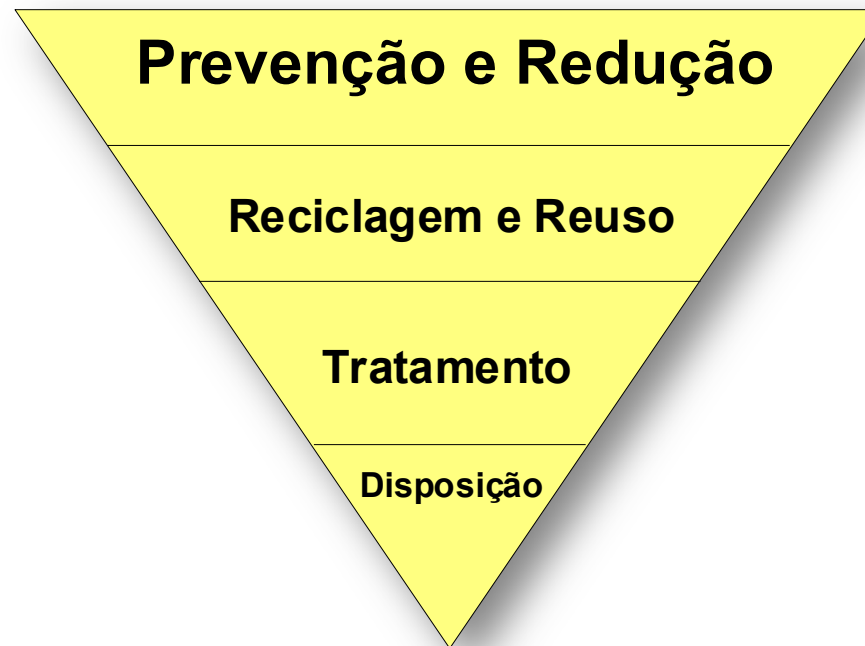 Prevenção e Redução
Reciclagem e Reuso
Tratamento
Disposição